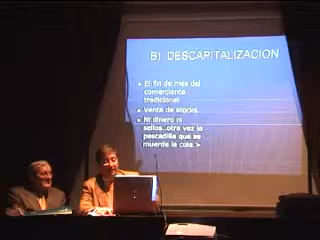 B) DESCAPITALIZACION
El fin de mes del
comerciante
tradicional.
Venta de stocks.
Ni dinero ni
sellos..otra vez la
pescadilla que se
muerde la cola.>